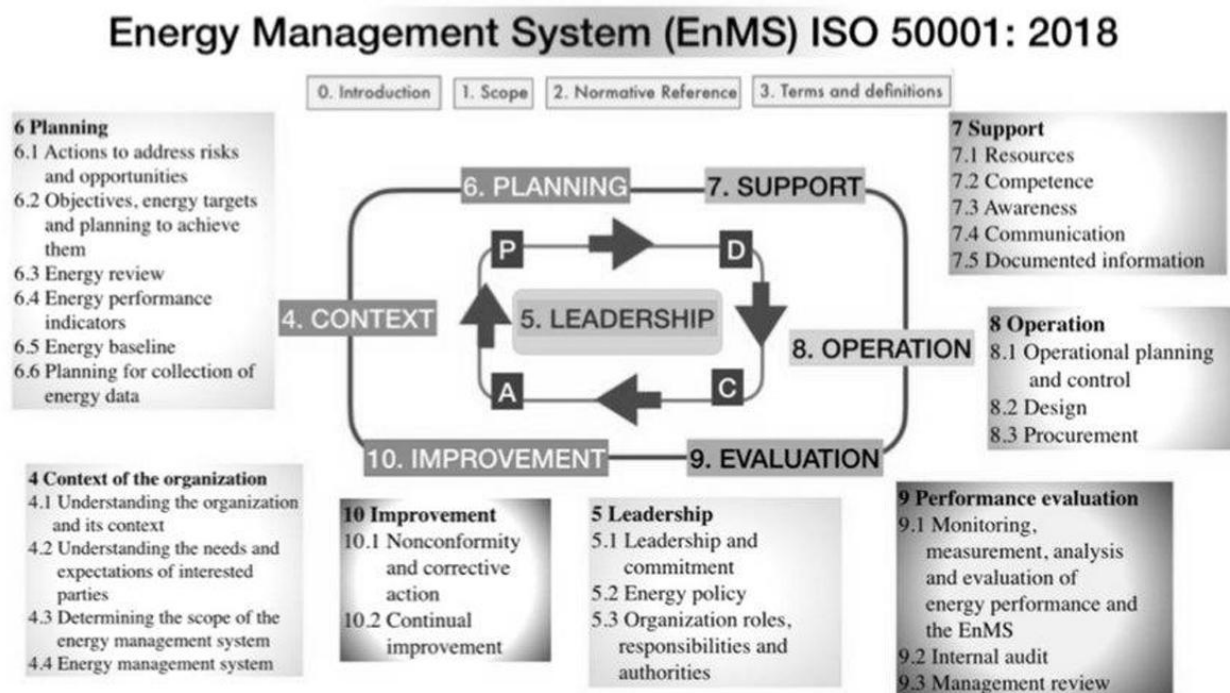 Energy Management System (EnMS) ISO 50001: 2018
0. Introduction
1. Scope
2. Normative Reference
3. Terms and definitions
6 Planning
6.1 Actions to address risks
and opportunities
6.2 Objectives, energy targets
and planning to achieve
them
6.3 Energy review
6.4 Energy performance
indicators
6.5 Energy baseline
6.6 Planning for collection of
energy data
6. PLANNING
7. SUPPORT
P
D
4. CONTEXT
5. LEADERSHIP
8. OPERATION
A
C
10. IMPROVEMENT
9. EVALUATION
7 Support
7.1 Resources
7.2 Competence
7.3 Awareness
7.4 Communication
7.5 Documented information
8 Operation
8.1 Operational planning
and control
8.2 Design
8.3 Procurement
4 Context of the organization
4.1 Understanding the organization
and its context
4.2 Understanding the needs and
expectations of interested
parties
4.3 Determining the scope of the
energy management system
4.4 Energy management system
10 Improvement
10.1 Nonconformity
and corrective
action
10.2 Continual
improvement
5 Leadership
5.1 Leadership and
commitment
5.2 Energy policy
5.3 Organization roles,
responsibilities and
authorities
9 Performance evaluation
9.1 Monitoring,
measurement, analysis
and evaluation of
energy performance and
the EnMS
9.2 Internal audit
9.3 Management review